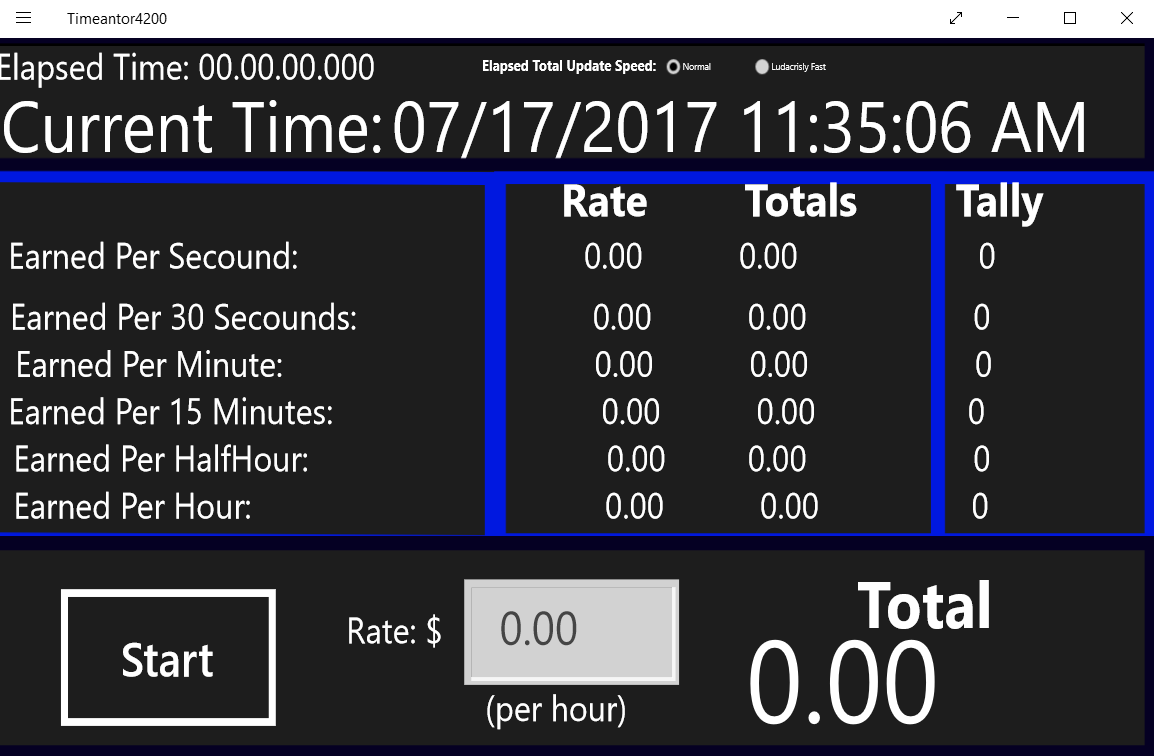 Timeantor4200
Elapsed Time: 00.00.00.000 Elapsed Total Update Speed: Normal Ludacrisly Fast
Current Time: 07/17/2017 11:35:06 AM
Rate Totals Tally
Earned Per Secound: 0.00 0.00 0
Earned Per 30 Secounds: 0.00 0.00 0
Earned Per Minute: 0.00 0.00 0
Earned Per 15 Minutes: 0.00 0.00 0
Earned Per HalfHour: 0.00 0.00 0
Earned Per Hour: 0.00 0.00 0
Total
Start Rate: $ 0.00 0.00
(per hour)